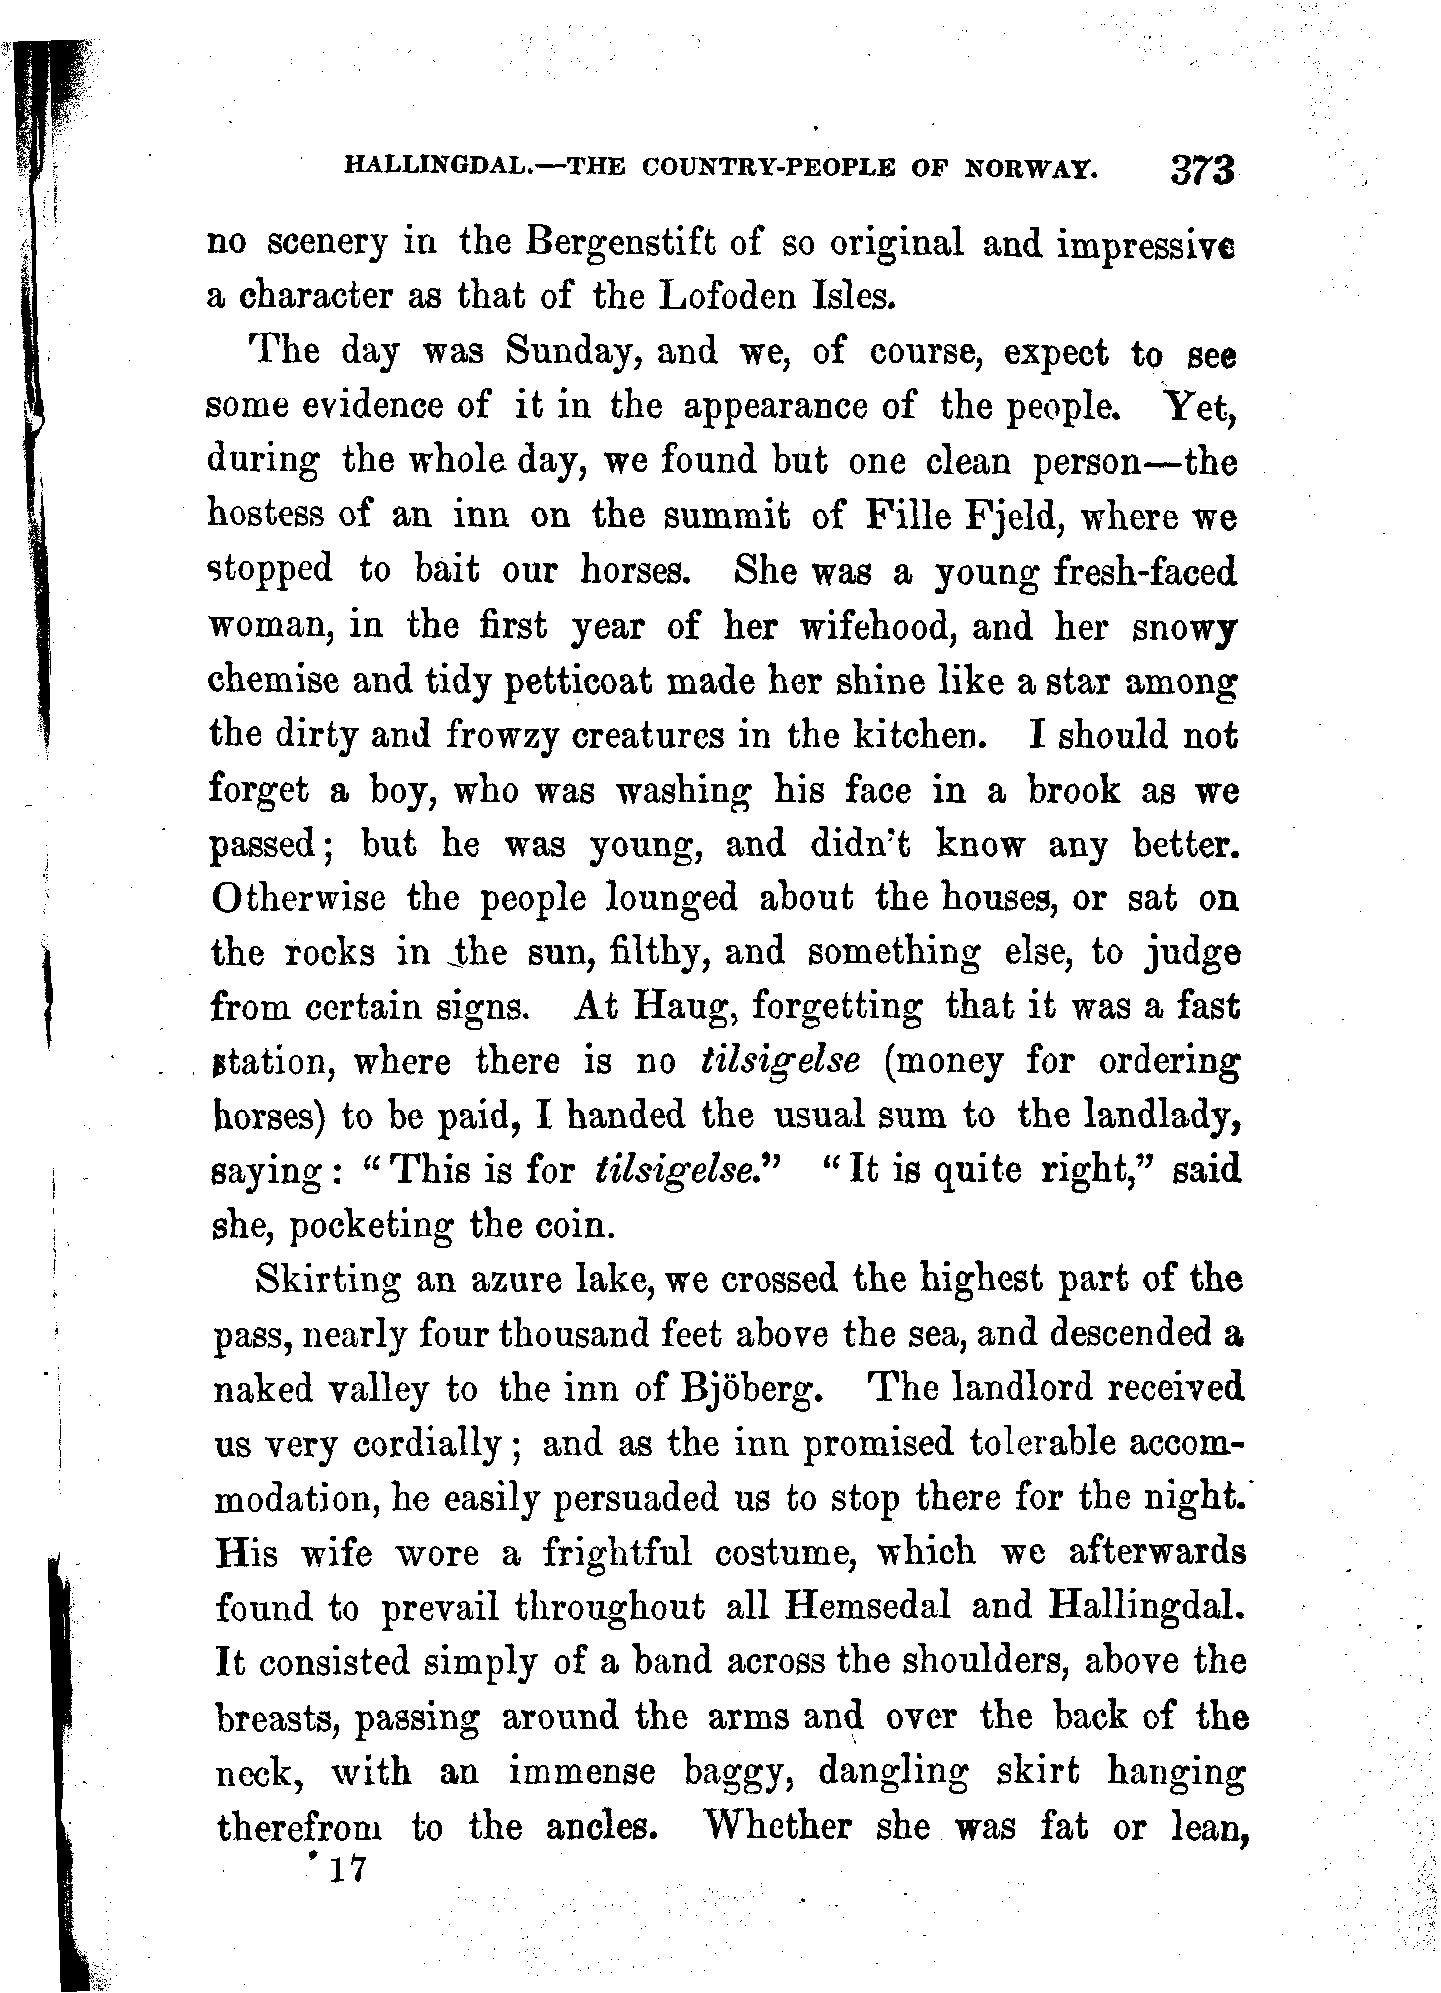 HALLINGDAL.—THE COUNTRY-PEOPLE OF NORWAY. 373
no scenery in the Bergenstift of so original and impressive
a character as that of the Lofoden Isles.
The day was Sunday, and we, of course, expect to see
some evidence of it in the appearance of the people. Yet,
during the whole day, we found but one clean person—the
hostess of an inn on the summit of Fille Fjeld, where we
stopped to bait our horses. She was a young fresh-faced
woman, in the first year of her wifehood, and her snowy
chemise and tidy petticoat made her shine like a star among
the dirty and frowzy creatures in the kitchen. I should not
forget a boy, who was washing his face in a brook as we
passed; but he was young, and didn't know any better.
Otherwise the people lounged about the houses, or sat on
the rocks in the sun, filthy, and something else, to judge
from certain signs. At Haug, forgetting that it was a fast
station, where there is no tilsigelse (money for ordering
horses) to be paid, I handed the usual sum to the landlady,
saying: “This is for tilsigelse.” “It is quite right,” said
she, pocketing the coin.
Skirting an azure lake, we crossed the highest part of the
pass, nearly four thousand feet above the sea, and descended a
naked valley to the inn of Bjöberg. The landlord received
us very cordially; and as the inn promised tolerable accom-
modation, he easily persuaded us to stop there for the night.
His wife wore a frightful costume, which we afterwards
found to prevail throughout all Hemsedal and Hallingdal.
It consisted simply of a band across the shoulders, above the
breasts, passing around the arms and over the back of the
neck, with an immense baggy, dangling skirt hanging
therefrom to the ancles. Whether she was fat or lean,
17